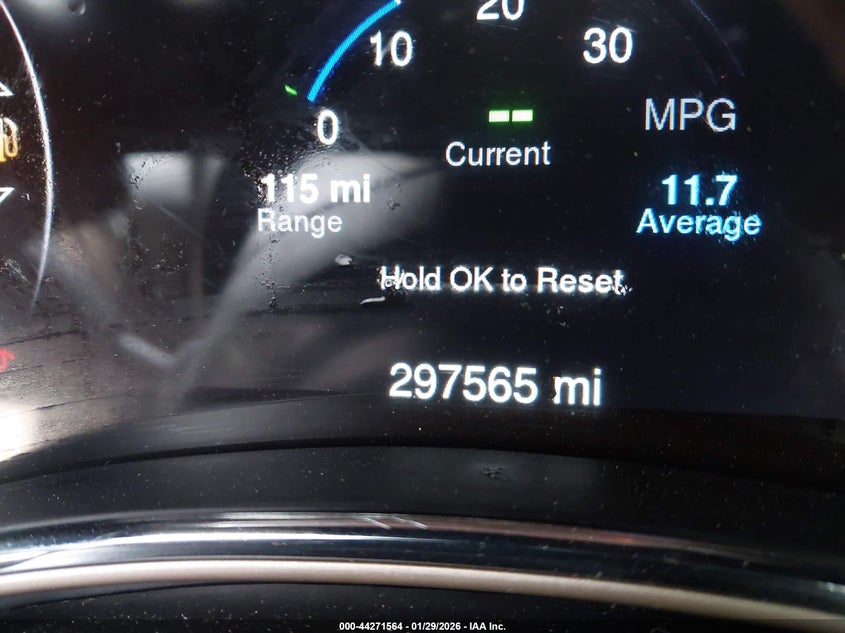 20
10
30
0
MPG
Current
115 mi
11.7
Range
Average
Hold OK to Reset
297565 mi
000-44271564 - 01/29/2026 - IAA Inc.